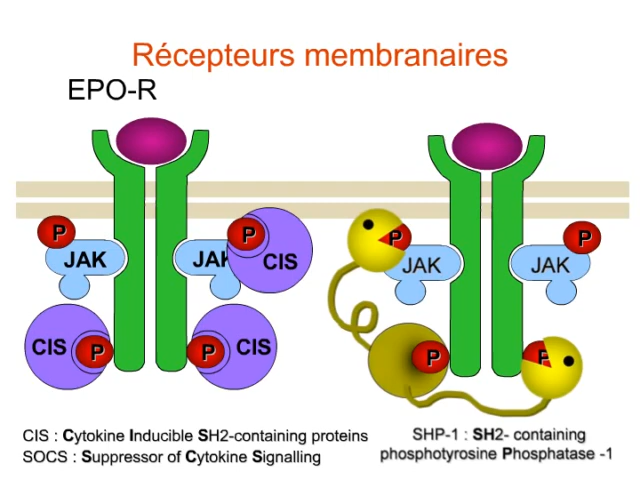 Récepteurs membranaires
EPO-R
P
P
P
P
JAK
JAK
CIS
JAK
JAK
CIS
P
P
CIS
P
P
CIS : Cytokine Inducible SH2-containing proteins
SOCS : Suppressor of Cytokine Signalling
SHP-1 : SH2- containing
phosphotyrosine Phosphatase -1